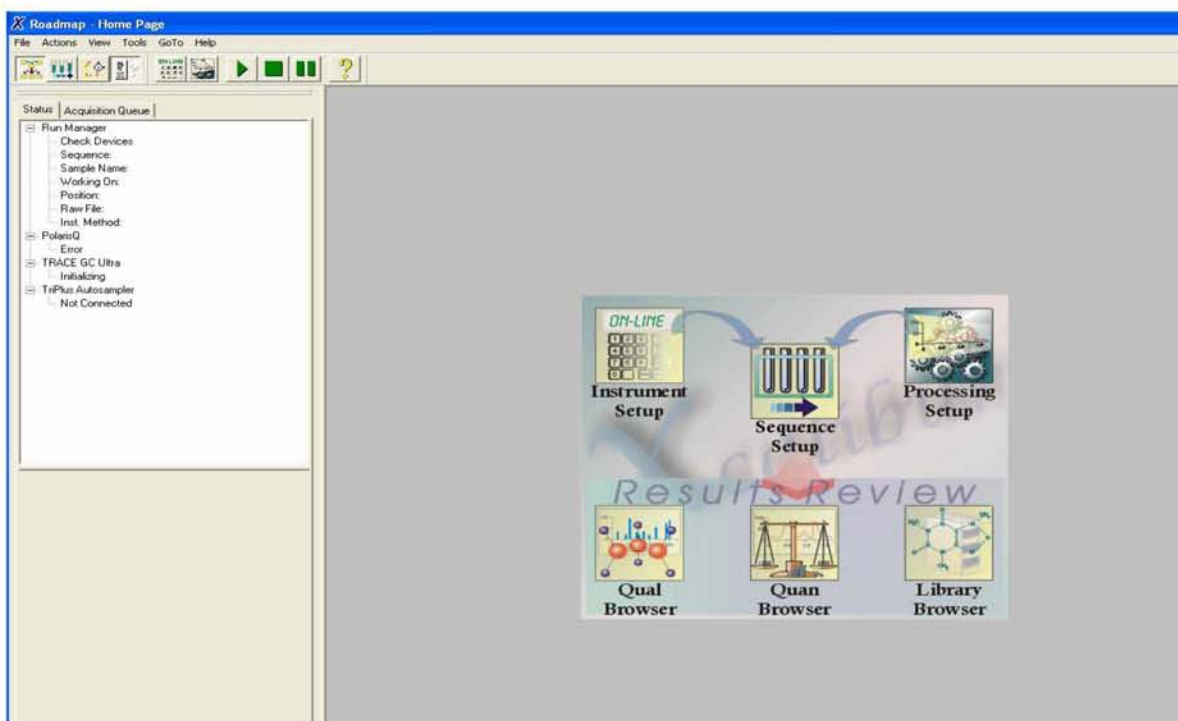 Roadmap - Home Page
File Actions View Tools GoTo Help
ON-LINE
Status Acquisition Queue
Run Manager
Check Devices
Sequence:
Sample Name:
Working On:
Position:
Raw File:
Inst. Method:
PolarisQ
Error
TRACE GC Ultra
Initializing
TriPlus Autosampler
Not Connected
ON-LINE
Instrument
Setup
Sequence
Setup
Processing
Setup
Results Review
Qual
Browser
Quan
Browser
Library
Browser